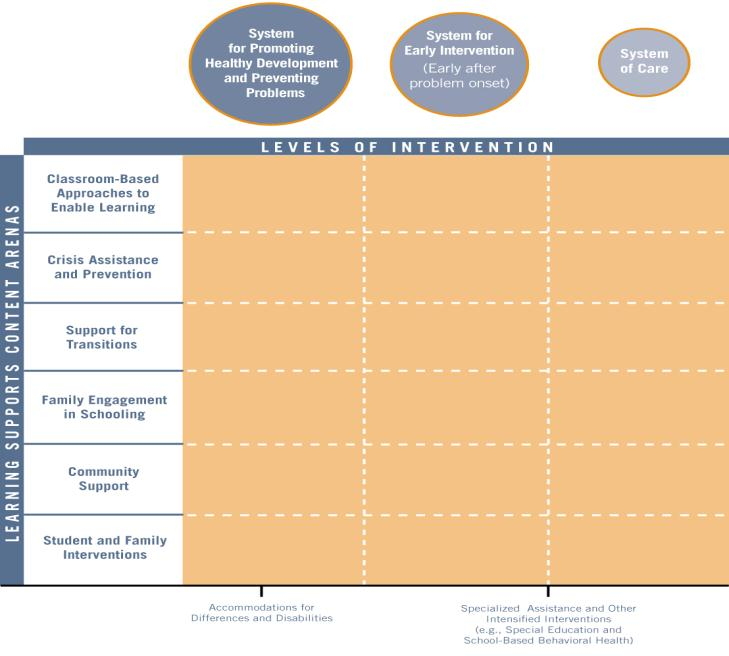 System
for Promoting
Healthy Development
and Preventing
Problems
System for
Early Intervention
(Early after
problem onset)
System
of Care
LEVELS OF INTERVENTION
LEARNING SUPPORTS CONTENT ARENAS
Classroom-Based
Approaches to
Enable Learning
Crisis Assistance
and Prevention
Support for
Transitions
Family Engagement
in Schooling
Community
Support
Student and Family
Interventions
Accommodations for
Differences and Disabilities
Specialized Assistance and Other
Intensified Interventions
(e.g., Special Education and
School-Based Behavioral Health)